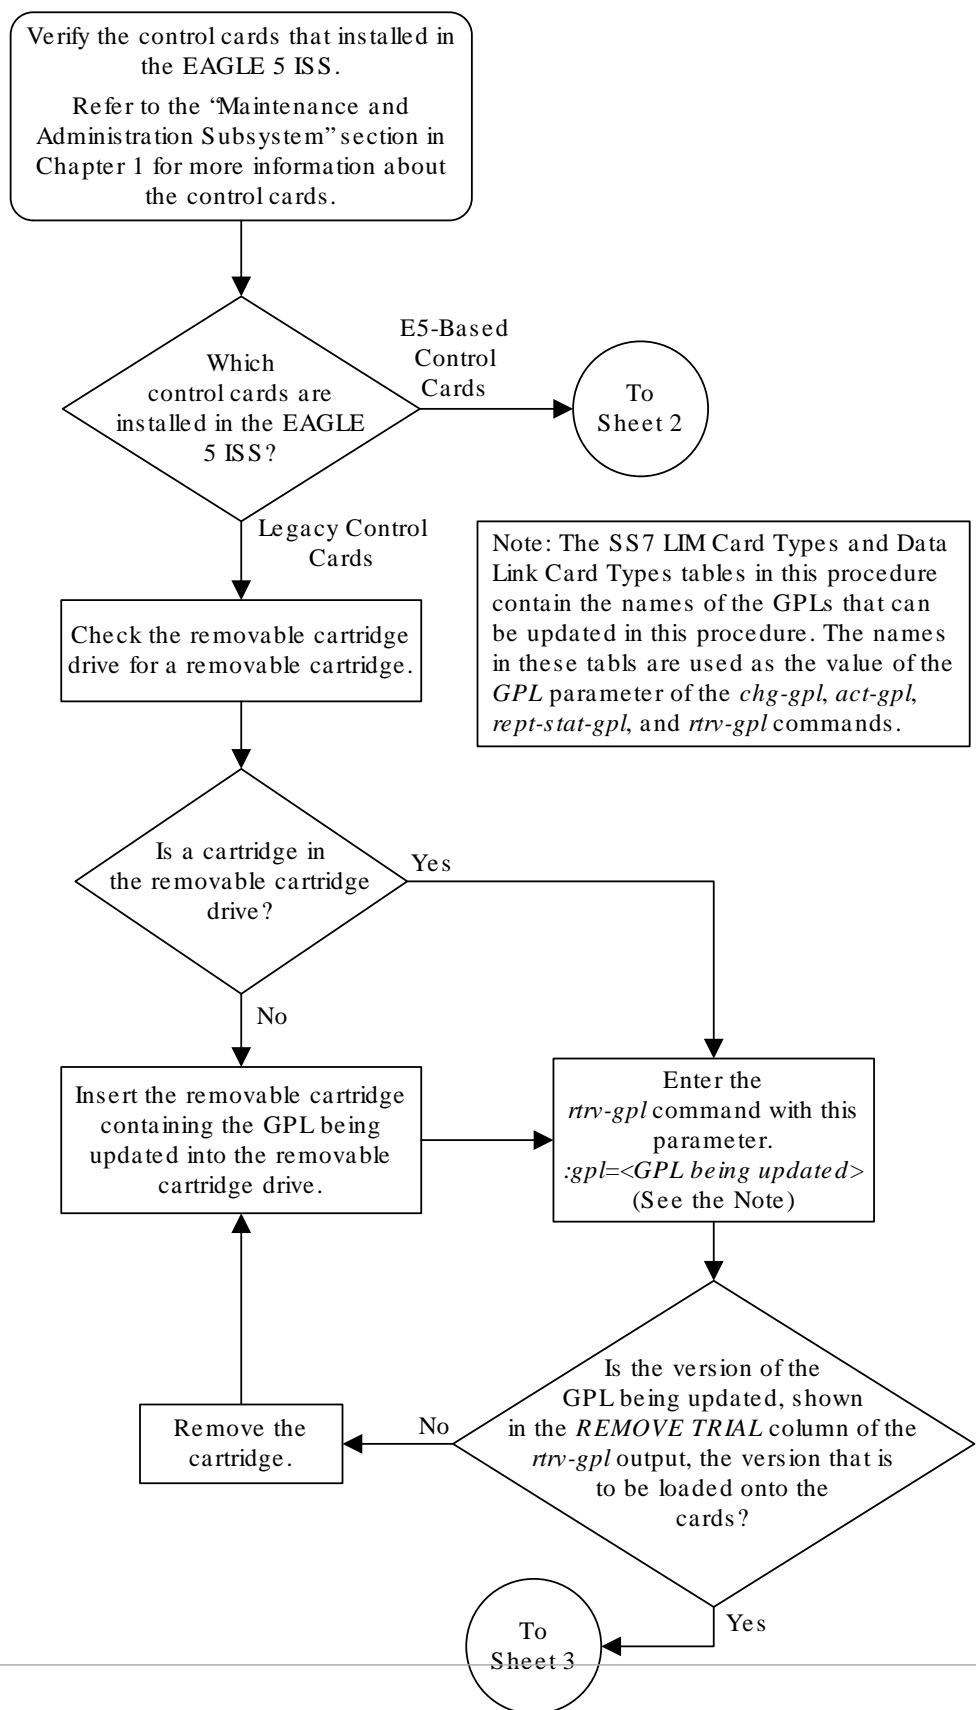 Verify the control cards that installed in
the EAGLE 5 ISS.
Refer to the “Maintenance and
Administration Subsystem” section in
Chapter 1 for more information about
the control cards.
Which
control cards are
installed in the EAGLE
5 ISS?
E5-Based
Control
Cards
To
Sheet 2
Legacy Control
Cards
Note: The SS7 LIM Card Types and Data
Link Card Types tables in this procedure
contain the names of the GPLs that can
be updated in this procedure. The names
in these tabls are used as the value of the
GPL parameter of the chg-gpl, act-gpl,
rept-stat-gpl, and rtrv-gpl commands.
Check the removable cartridge
drive for a removable cartridge.
Is a cartridge in
the removable cartridge
drive?
Yes
No
Insert the removable cartridge
containing the GPL being
updated into the removable
cartridge drive.
Enter the
rtrv-gpl command with this
parameter.
:gpl=<GPL being updated>
(See the Note)
Is the version of the
GPL being updated, shown
in the REMOVE TRIAL column of the
rtrv-gpl output, the version that is
to be loaded onto the
cards?
No
Remove the
cartridge.
Yes
To
Sheet 3